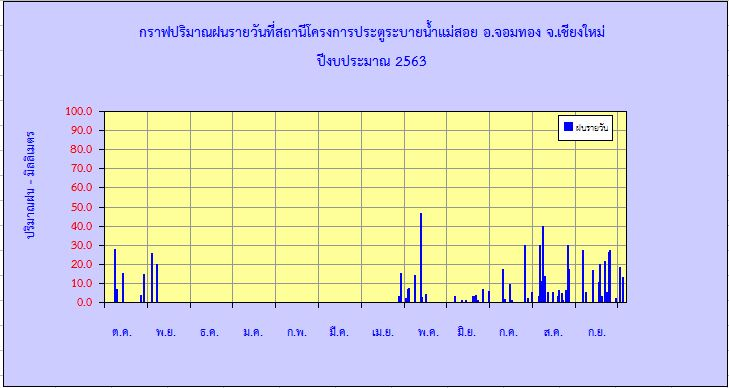 กราฟปริมาณฝนรายวันที่สถานีโครงการประตูระบายน้ำแม่สอย อ.จอมทอง จ.เชียงใหม่
ปีงบประมาณ 2563
ปริมาณฝน - มิลลิเมตร
100.0
90.0
80.0
70.0
60.0
50.0
40.0
30.0
20.0
10.0
0.0
ฝนรายวัน
ต.ค. พ.ย. ธ.ค. ม.ค. ก.พ. มี.ค. เม.ย. พ.ค. มิ.ย. ก.ค. ส.ค. ก.ย.